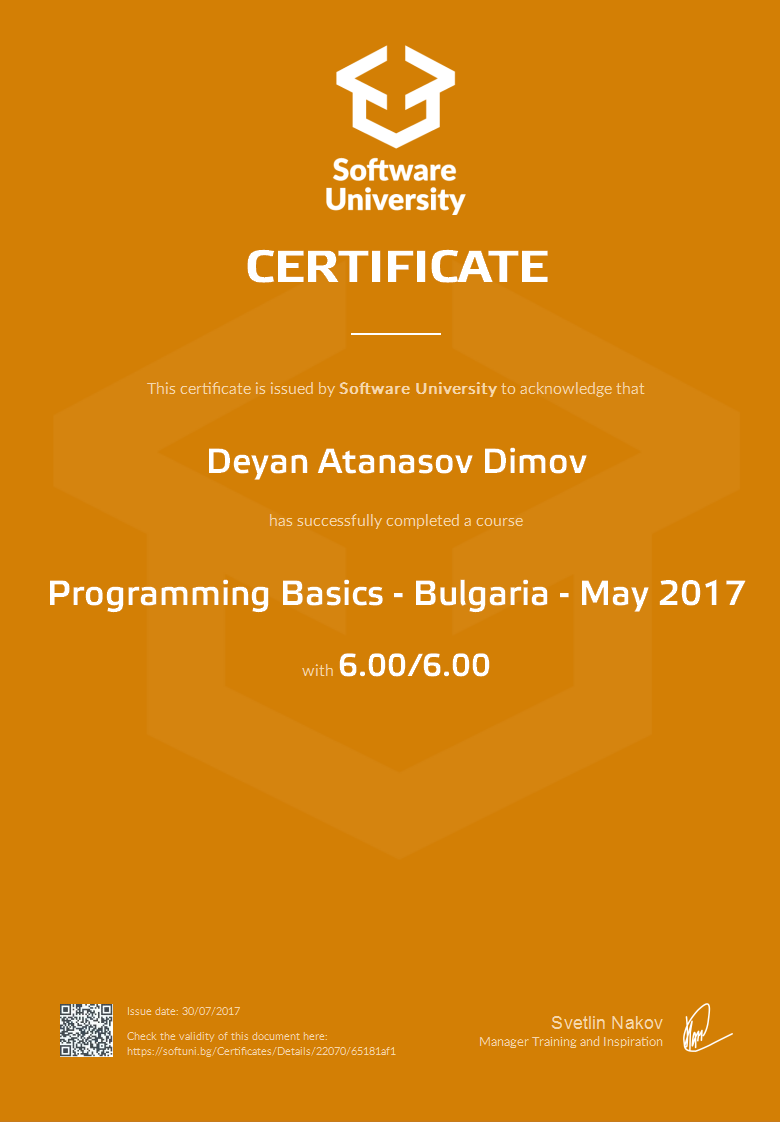 Software
University
CERTIFICATE
This certificate is issued by Software University to acknowledge that
Deyan Atanasov Dimov
has successfully completed a course
Programming Basics - Bulgaria - May 2017
with 6.00/6.00
Issue date: 30/07/2017
Check the validity of this document here:
https://softuni.bg/Certificates/Details/22070/65181af1
Svetlin Nakov
Manager Training and Inspiration